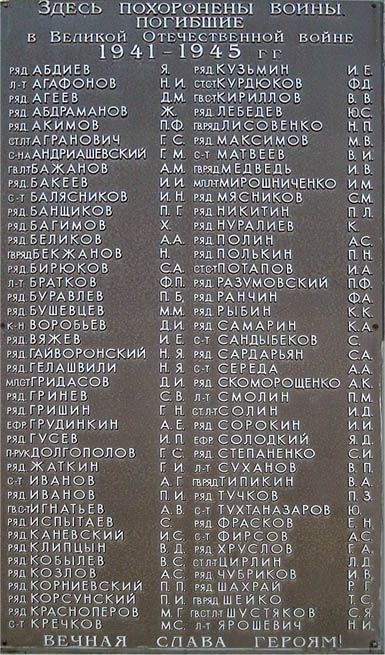 Здесь похоронены воины,
погибшие
в Великой Отечественной войне
1941-1945 гг.
ряд. Абдиев Я.
л-т Агафонов Н.И.
ряд. Агеев Д.М.
ряд. Абдраманов Ж.
ряд. Акимов П.Ф.
ст.лт Агранович Г.С.
с-на Андриашевский Г.М.
гв.лт Бажанов А.М.
ряд. Бакеев И.И.
с-т Балясников И.Н.
ряд. Банщиков П.Г.
ряд. Багимов Х.
ряд. Беликов А.А.
гв.ряд Бекжанов Н.
ряд. Бирюков С.А.
л-т Братков Ф.П.
ряд. Буравлев П.Б.
ряд. Бушевцев М.М.
к-н Воробьев Д.И.
ряд. Вяжев И.Е.
ряд. Гайворонский Н.Я.
ряд. Гелашвили Н.Я.
мл.ст Гридасов Д.И.
ряд. Гринев С.В.
ряд. Гришин Г.Н.
ефр. Грудинкин А.Е.
ряд. Гусев И.П.
п-рук Долгополов Г.С.
ряд. Жаткин Г.И.
с-т Иванов А.Г.
ряд. Иванов П.И.
гв.с-т Игнатьев А.В.
ряд. Испытаев С.
ряд. Каневский И.С.
ряд. Клипцын В.Д.
ряд. Кобылев В.С.
ряд. Козлов А.С.
ряд. Корниевский П.П.
ряд. Корсунский П.И.
ряд. Красноперов М.Г.
с-т Кречков М.С.
ряд. Кузьмин И.Е.
ст.с-т Курдюков Ф.Д.
гв.с-т Кириллов В.В.
ряд. Лебедев Ю.С.
гв.ряд Лисовенко Н.П.
ряд. Максимов М.В.
с-т Матвеев В.И.
гв.ряд Медведь И.В.
мл.л-т Мирошниченко И.М.
ряд. Мясников С.М.
ряд. Никитин П.Л.
ряд. Нуралиев К.
ряд. Полин А.С.
ряд. Полькин П.Н.
ст.с-т Потапов И.А.
ряд. Разумовский П.Ф.
ряд. Ранчин Ф.А.
ряд. Рыбин К.К.
ряд. Самарин К.А.
с-т Сандыбеков С.
ряд. Сардарьян С.А.
с-т Середа А.А.
ряд. Скоморощенко А.К.
л-т Смолин П.М.
ст.л-т Солин И.Д.
ряд. Сорокин И.И.
ефр. Солодкий Я.Д.
ряд. Степаненко С.И.
л-т Суханов В.П.
гв.ряд Типикин В.А.
ряд. Тучков П.З.
с-т Тухтаназаров Ю.
ряд. Фрасков Е.Н.
с-т Фирсов А.С.
ряд. Хруслов Г.А.
ст.лт Цирлин Л.Д.
ряд. Чубриков И.В.
ряд. Шахрай Р.Г.
гв.ряд Шейко Т.С.
гв.ст.лт Шустяков С.Я.
л-т Ярошевич Н.И.
Вечная слава героям!